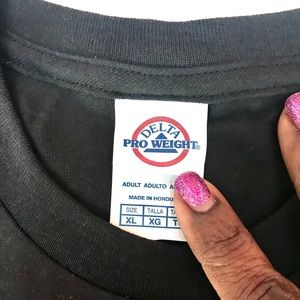 DELTA
PRO WEIGHT®
ADULT ADULTO
MADE IN
SIZE TALLA
XL XG